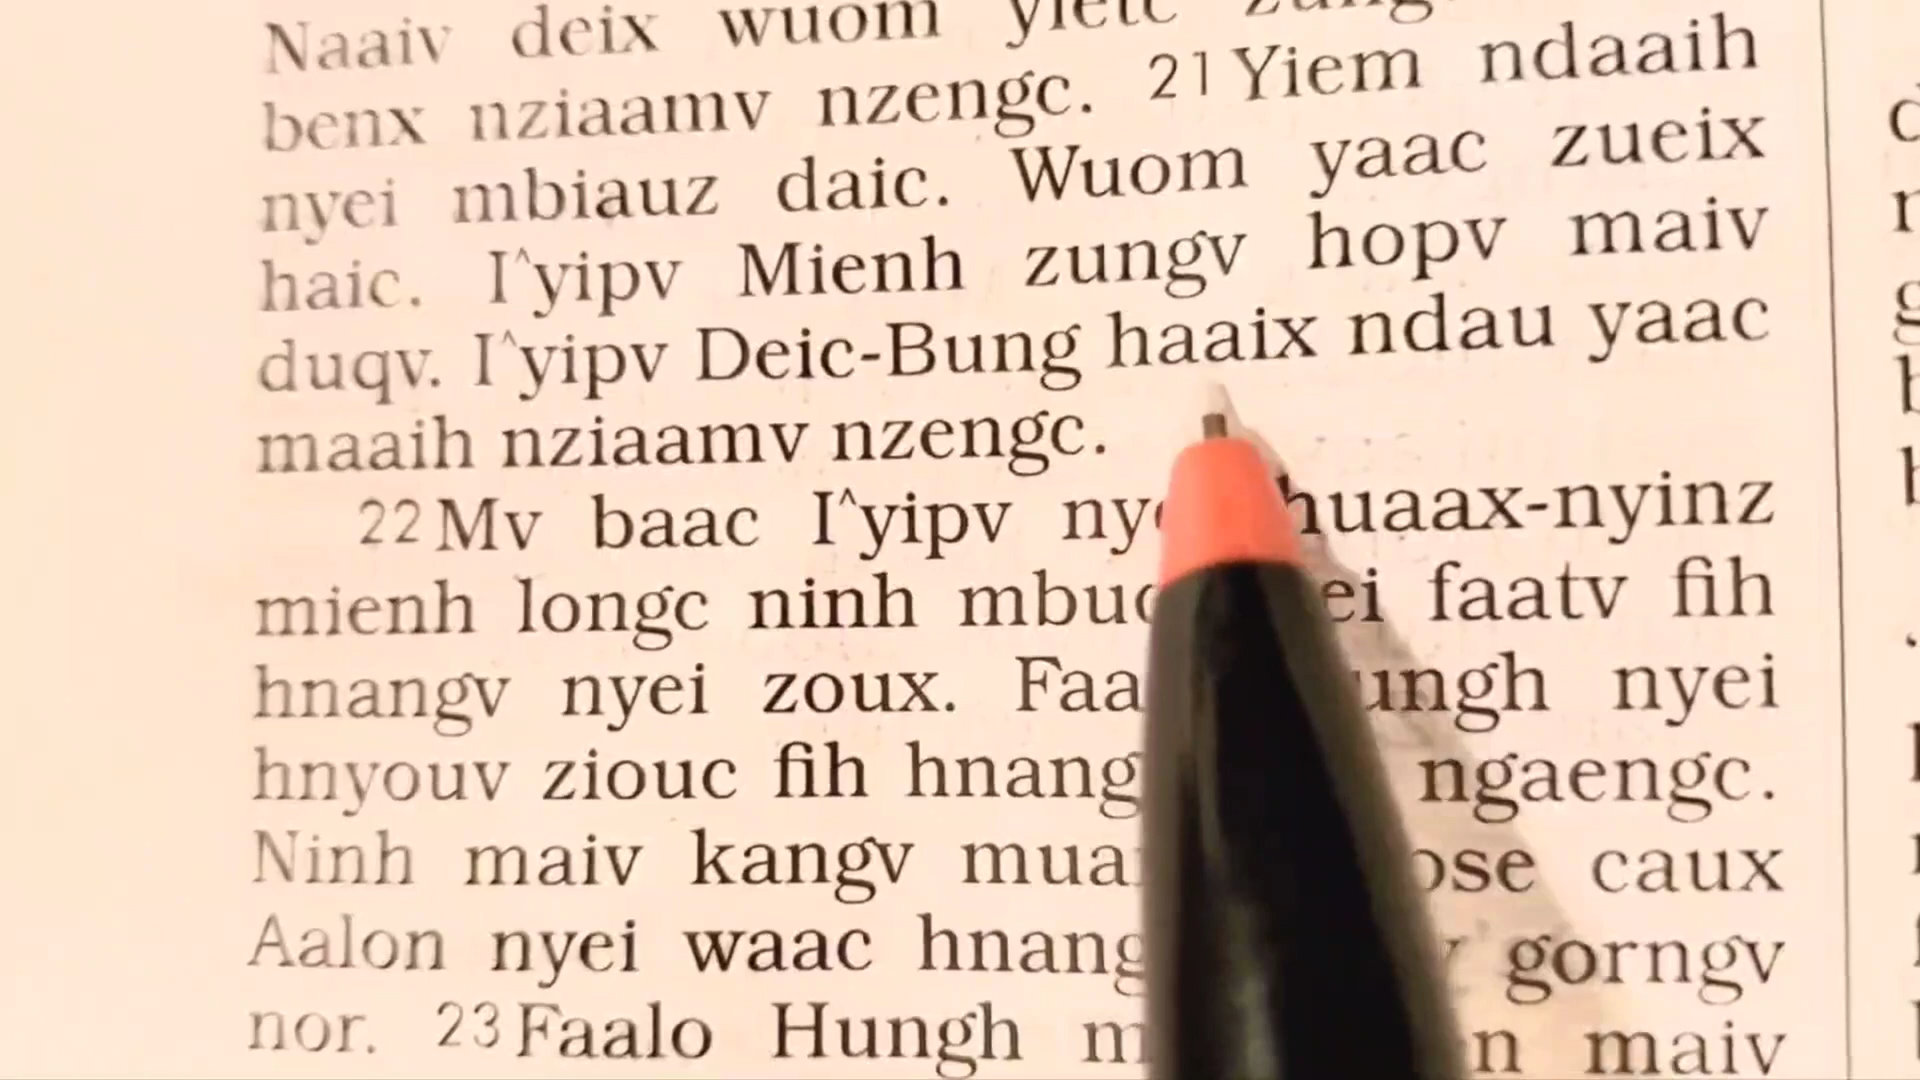 Naaiv deix wuom
benx nziaamv nzengc. 21 Yiem ndaaih
nyei mbiauz daic. Wuom yaac zueix
haic. I^yipv Mienh zungv hopv maiv
duqv. I^yipv Deic-Bung haaix ndau yaac
maaih nziaamv nzengc.
22 Mv baac I^yipv huaax-nyinz
mienh longc ninh faatv fih
hnangv nyei zoux. nyei
hnyouv ziouc fih ngaengc.
Ninh maiv kangv caux
Aalon nyei waac gorngv
nor. 23 Faalo Hungh maiv